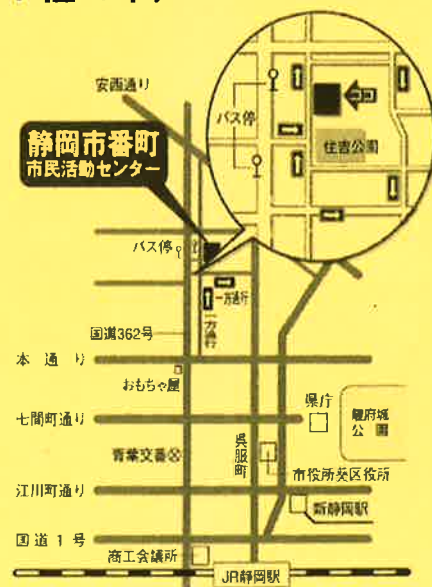 安西通り
静岡市番町
市民活動センター
バス停
住吉公園
バス停
一方通行
一方通行
国道362号
本通り
おもちゃ屋
七間町通り
県庁
駿府城
公園
青葉交番
呉服町
市役所葵区役所
江川町通り
新静岡駅
国道1号
商工会議所
JR静岡駅